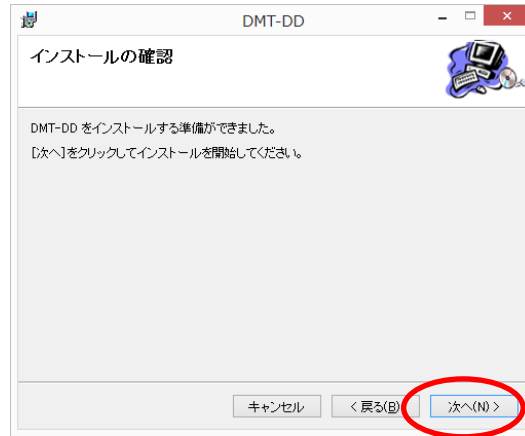 DMT-DD
インストールの確認
DMT-DD をインストールする準備ができました。
[次へ]をクリックしてインストールを開始してください。
キャンセル
< 戻る(B)
次へ(N) >